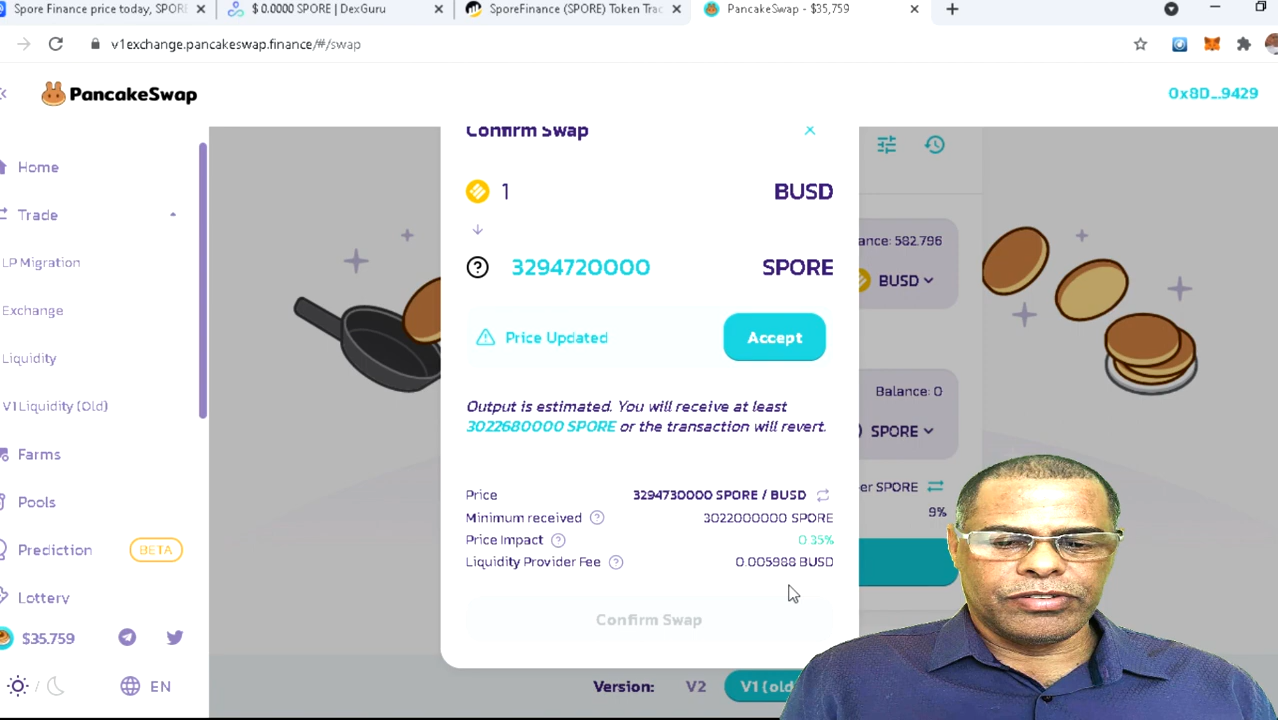 Spore Finance price today, SPORE
$ 0.0000 SPORE | DexGuru
SporeFinance (SPORE) Token Trac
PancakeSwap - $35,759
v1exchange.pancakeswap.finance/#/swap
PancakeSwap
0x8D...9429
Home
Trade
LP Migration
Exchange
Liquidity
V1 Liquidity (Old)
Farms
Pools
Prediction
BETA
Lottery
$35.759
EN
Confirm Swap
1 BUSD
3294720000 SPORE
Price Updated
Accept
Output is estimated. You will receive at least
3022680000 SPORE or the transaction will revert.
Price 3294730000 SPORE / BUSD
Minimum received 3022000000 SPORE
Price Impact 0.35%
Liquidity Provider Fee 0.005988 BUSD
Confirm Swap
ance: 582.796
BUSD
Balance: 0
SPORE
er SPORE
9%
Version: V2 V1 (old